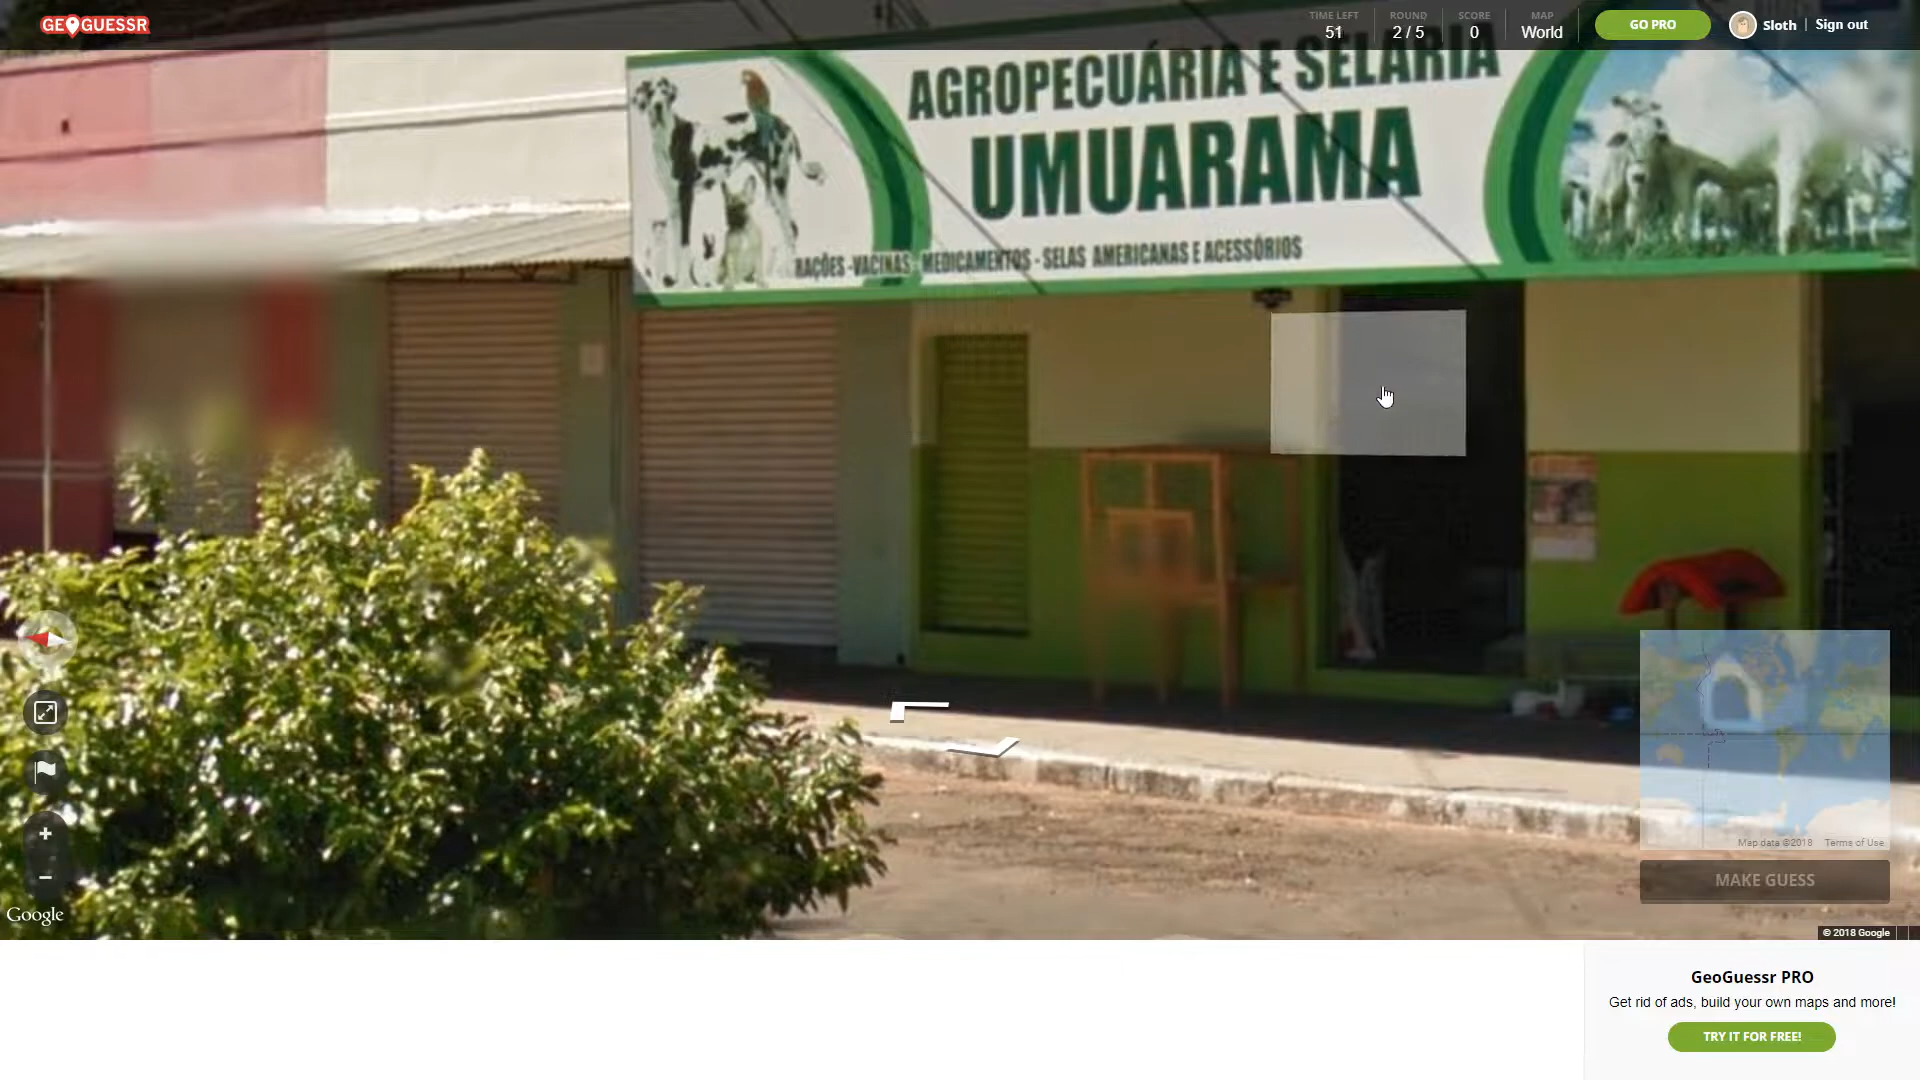 GEOGUESSR
TIME LEFT
51
ROUND
2 / 5
SCORE
0
MAP
World
GO PRO
Sloth
Sign out
AGROPECUÁRIA E SELARIA
UMUARAMA
RAÇÕES - VACINAS - MEDICAMENTOS - SELAS AMERICANAS E ACESSÓRIOS
Map data ©2018
Terms of Use
MAKE GUESS
Google
© 2018 Google
GeoGuessr PRO
Get rid of ads, build your own maps and more!
TRY IT FOR FREE!